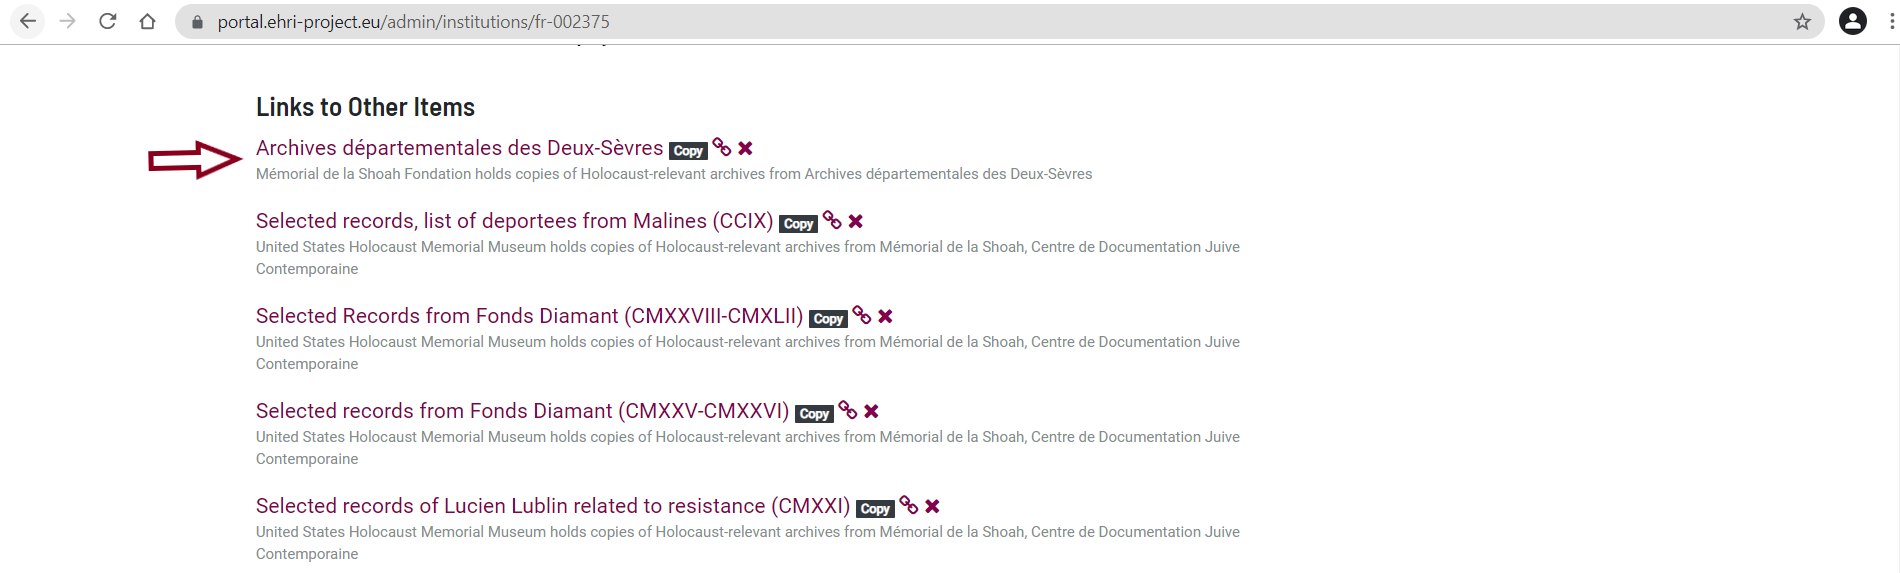 portal.ehri-project.eu/admin/institutions/fr-002375
Links to Other Items
Archives départementales des Deux-Sèvres Copy
Mémorial de la Shoah Fondation holds copies of Holocaust-relevant archives from Archives départementales des Deux-Sèvres
Selected records, list of deportees from Malines (CCIX) Copy
United States Holocaust Memorial Museum holds copies of Holocaust-relevant archives from Mémorial de la Shoah, Centre de Documentation Juive
Contemporaine
Selected Records from Fonds Diamant (CMXXVIII-CMXLII) Copy
United States Holocaust Memorial Museum holds copies of Holocaust-relevant archives from Mémorial de la Shoah, Centre de Documentation Juive
Contemporaine
Selected records from Fonds Diamant (CMXXV-CMXXVI) Copy
United States Holocaust Memorial Museum holds copies of Holocaust-relevant archives from Mémorial de la Shoah, Centre de Documentation Juive
Contemporaine
Selected records of Lucien Lublin related to resistance (CMXXI) Copy
United States Holocaust Memorial Museum holds copies of Holocaust-relevant archives from Mémorial de la Shoah, Centre de Documentation Juive
Contemporaine